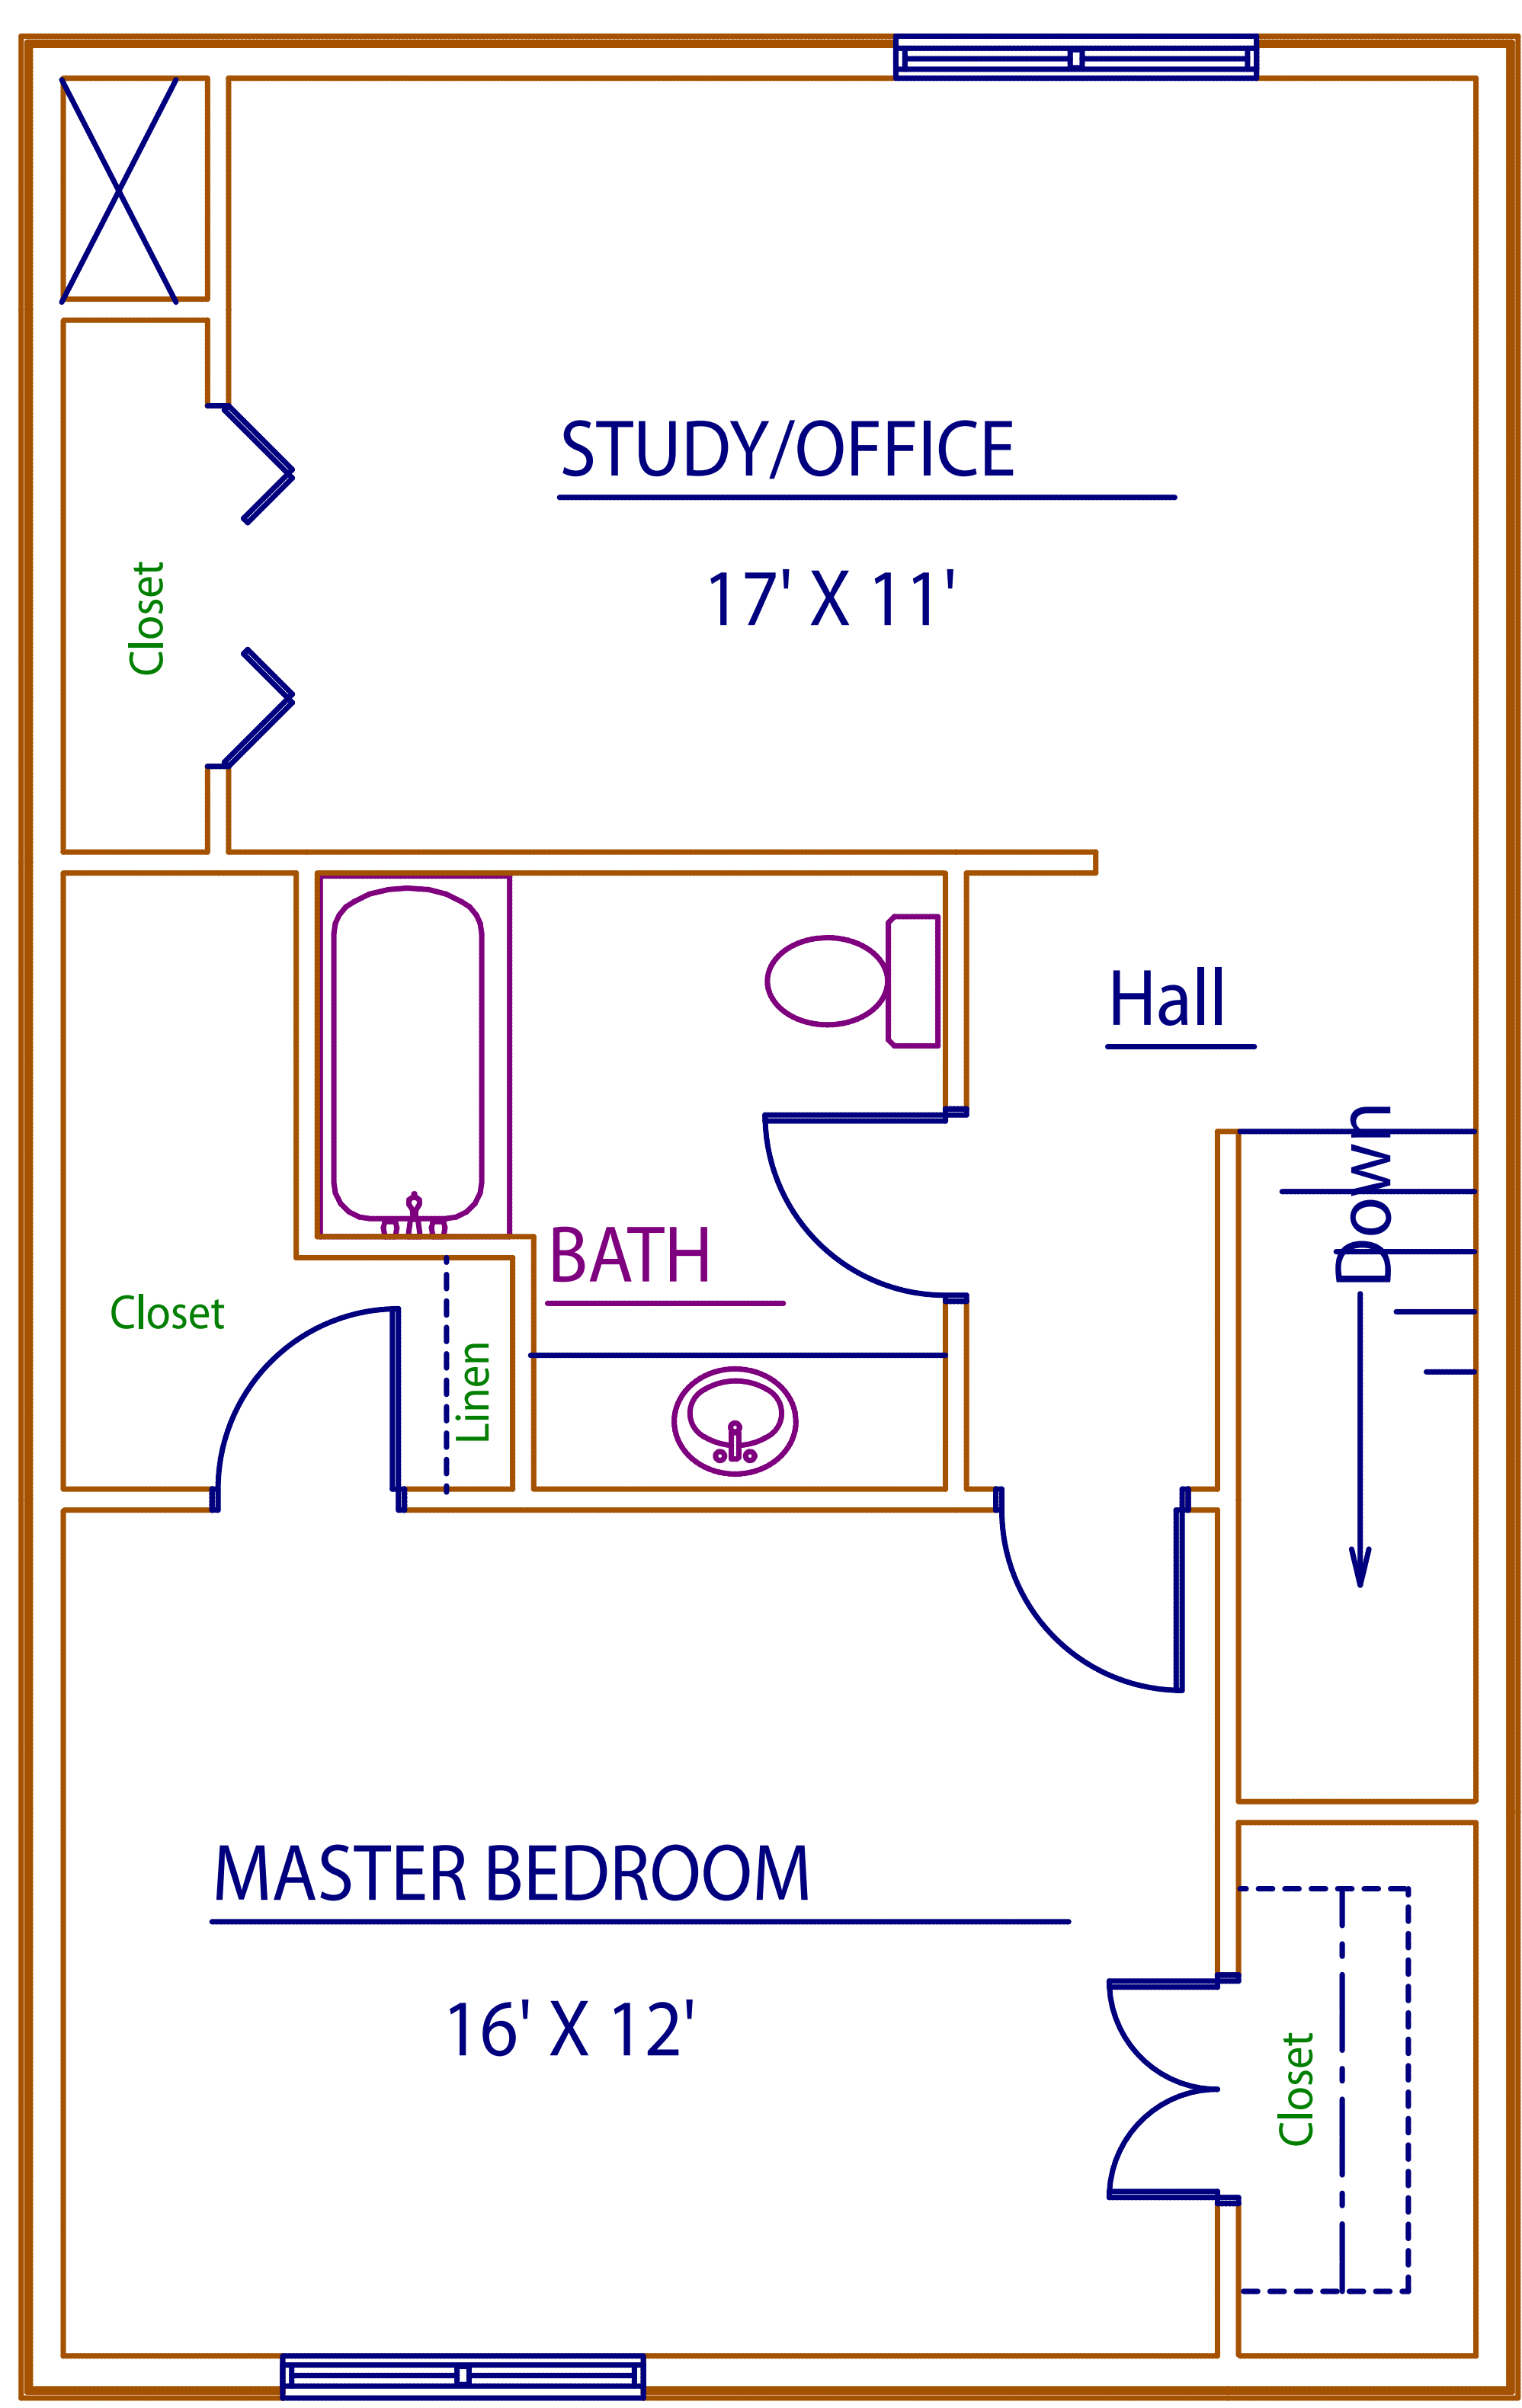 STUDY/OFFICE
17' X 11'
Closet
Hall
Down
BATH
Closet
Linen
MASTER BEDROOM
16' X 12'
Closet